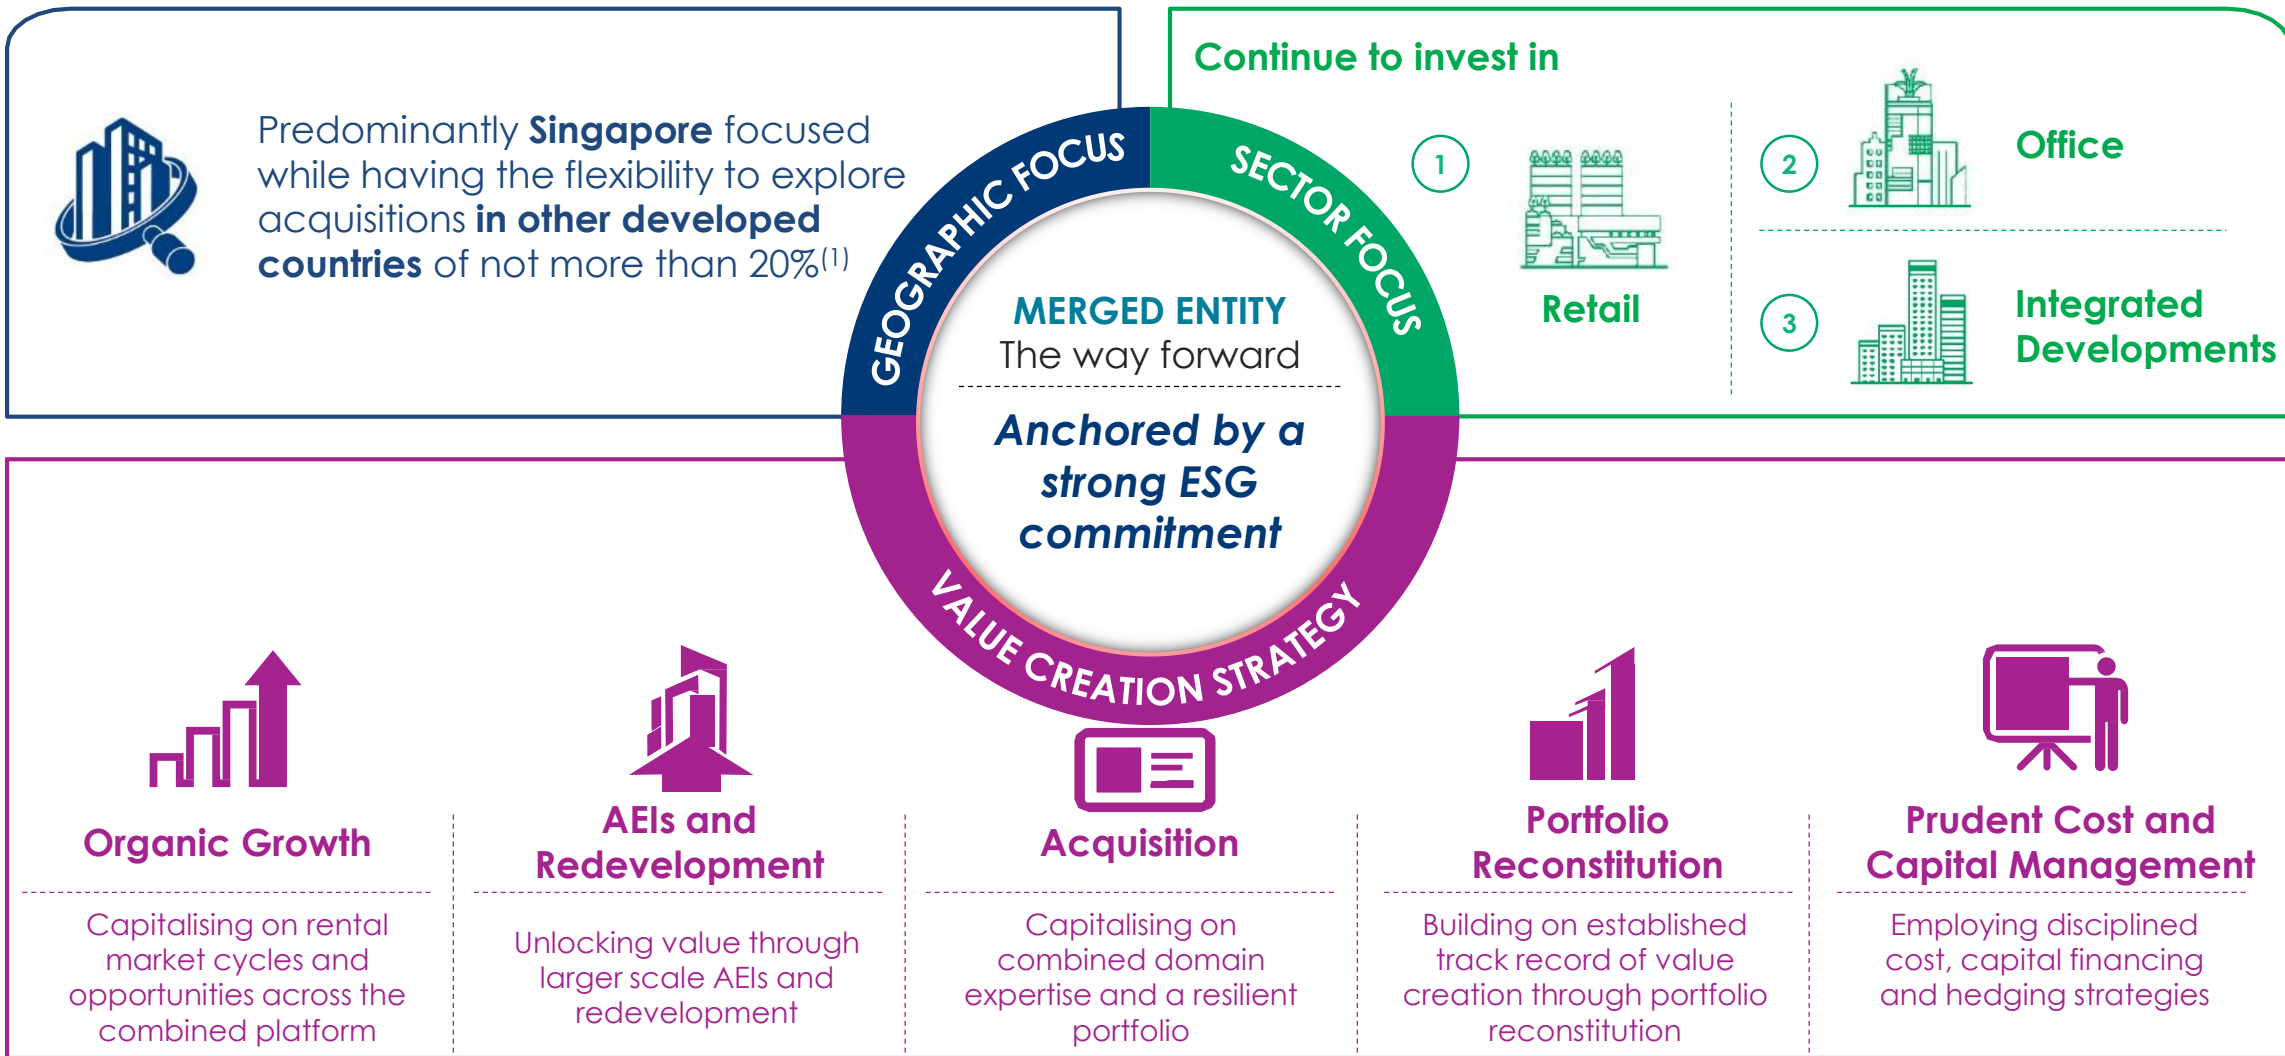 Predominantly Singapore focused
while having the flexibility to explore
acquisitions in other developed
countries of not more than 20%(1)
GEOGRAPHIC FOCUS
SECTOR FOCUS
Continue to invest in
1
Retail
2
Office
3
Integrated
Developments
MERGED ENTITY
The way forward
Anchored by a
strong ESG
commitment
VALUE CREATION STRATEGY
Organic Growth
Capitalising on rental
market cycles and
opportunities across the
combined platform
AEIs and
Redevelopment
Unlocking value through
larger scale AEIs and
redevelopment
Acquisition
Capitalising on
combined domain
expertise and a resilient
portfolio
Portfolio
Reconstitution
Building on established
track record of value
creation through portfolio
reconstitution
Prudent Cost and
Capital Management
Employing disciplined
cost, capital financing
and hedging strategies